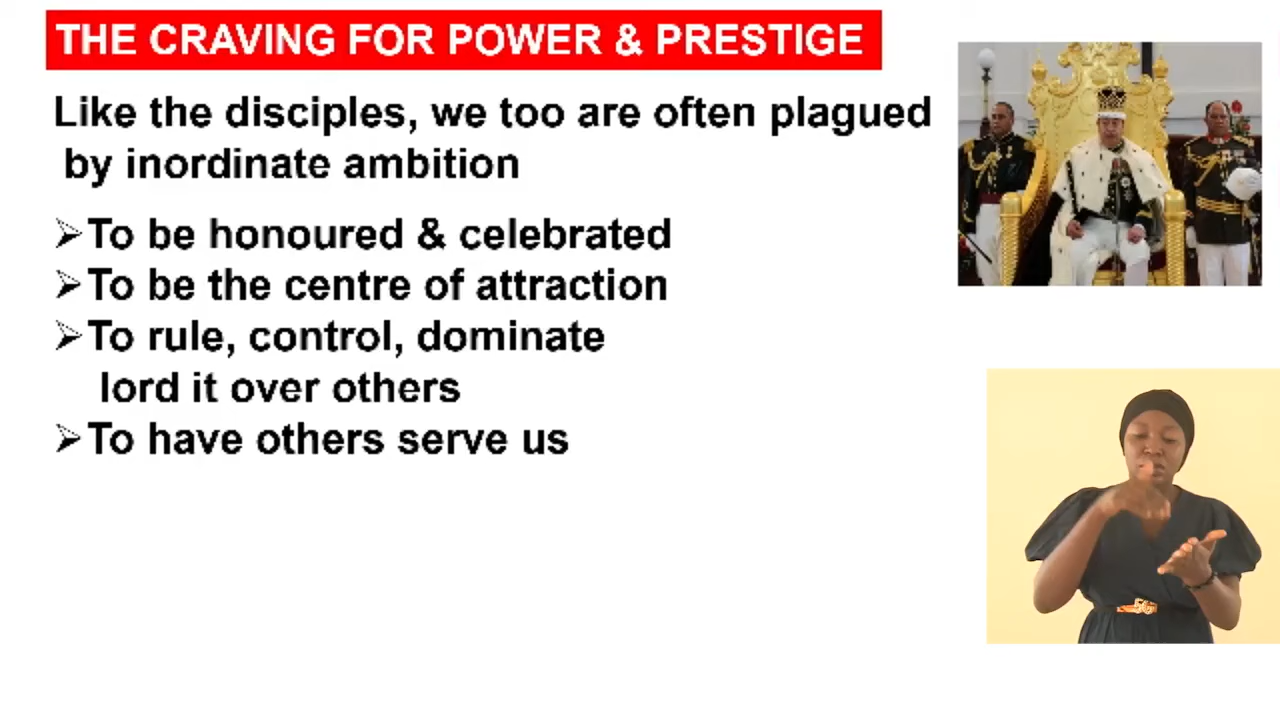 THE CRAVING FOR POWER & PRESTIGE
Like the disciples, we too are often plagued
by inordinate ambition
➢To be honoured & celebrated
➢To be the centre of attraction
➢To rule, control, dominate
lord it over others
➢To have others serve us